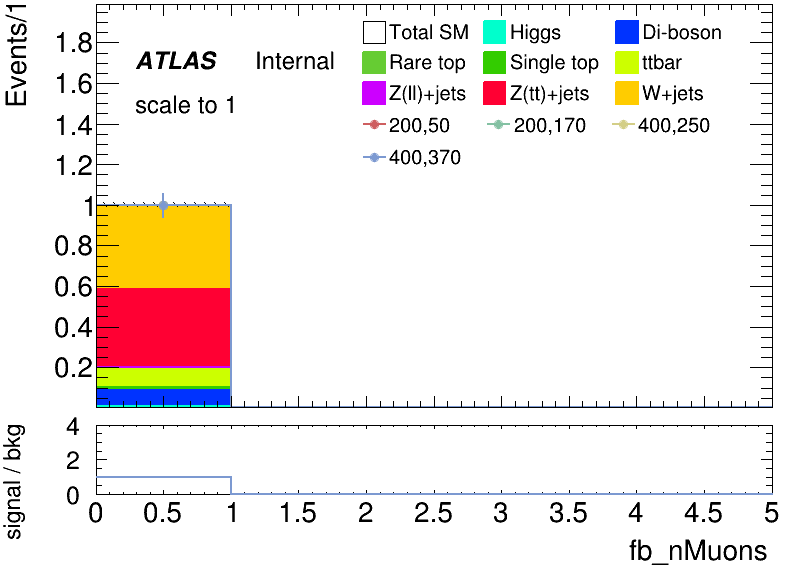 Events/1
ATLAS Internal
scale to 1
Total SM Higgs Di-boson
Rare top Single top ttbar
Z(ll)+jets Z(tt)+jets W+jets
200,50 200,170 400,250
400,370
1.8
1.6
1.4
1.2
1
0.8
0.6
0.4
0.2
signal / bkg
4
2
0
0 0.5 1 1.5 2 2.5 3 3.5 4 4.5 5
fb_nMuons